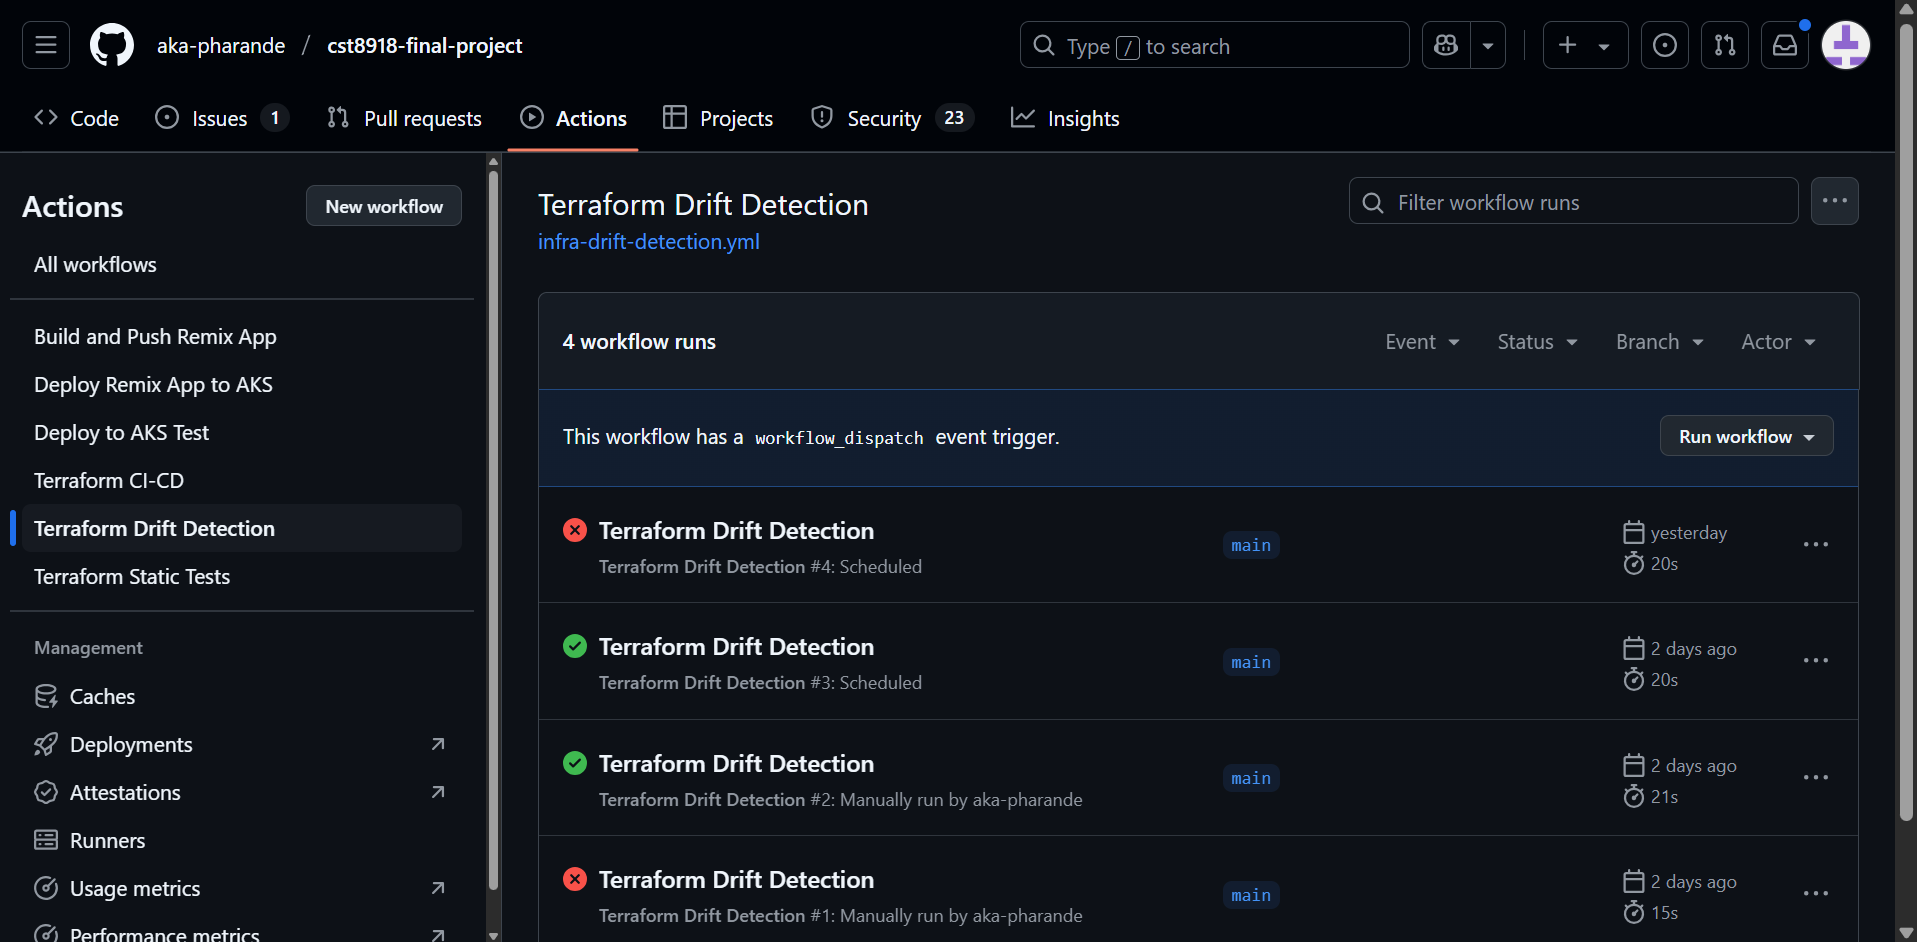 aka-pharande / cst8918-final-project
Type / to search
Code
Issues 1
Pull requests
Actions
Projects
Security 23
Insights
Actions
New workflow
All workflows
Build and Push Remix App
Deploy Remix App to AKS
Deploy to AKS Test
Terraform CI-CD
Terraform Drift Detection
Terraform Static Tests
Management
Caches
Deployments
Attestations
Runners
Usage metrics
Performance metrics
Terraform Drift Detection
infra-drift-detection.yml
Filter workflow runs
4 workflow runs
Event
Status
Branch
Actor
This workflow has a workflow_dispatch event trigger.
Run workflow
Terraform Drift Detection
Terraform Drift Detection #4: Scheduled
main
yesterday
20s
Terraform Drift Detection
Terraform Drift Detection #3: Scheduled
main
2 days ago
20s
Terraform Drift Detection
Terraform Drift Detection #2: Manually run by aka-pharande
main
2 days ago
21s
Terraform Drift Detection
Terraform Drift Detection #1: Manually run by aka-pharande
main
2 days ago
15s